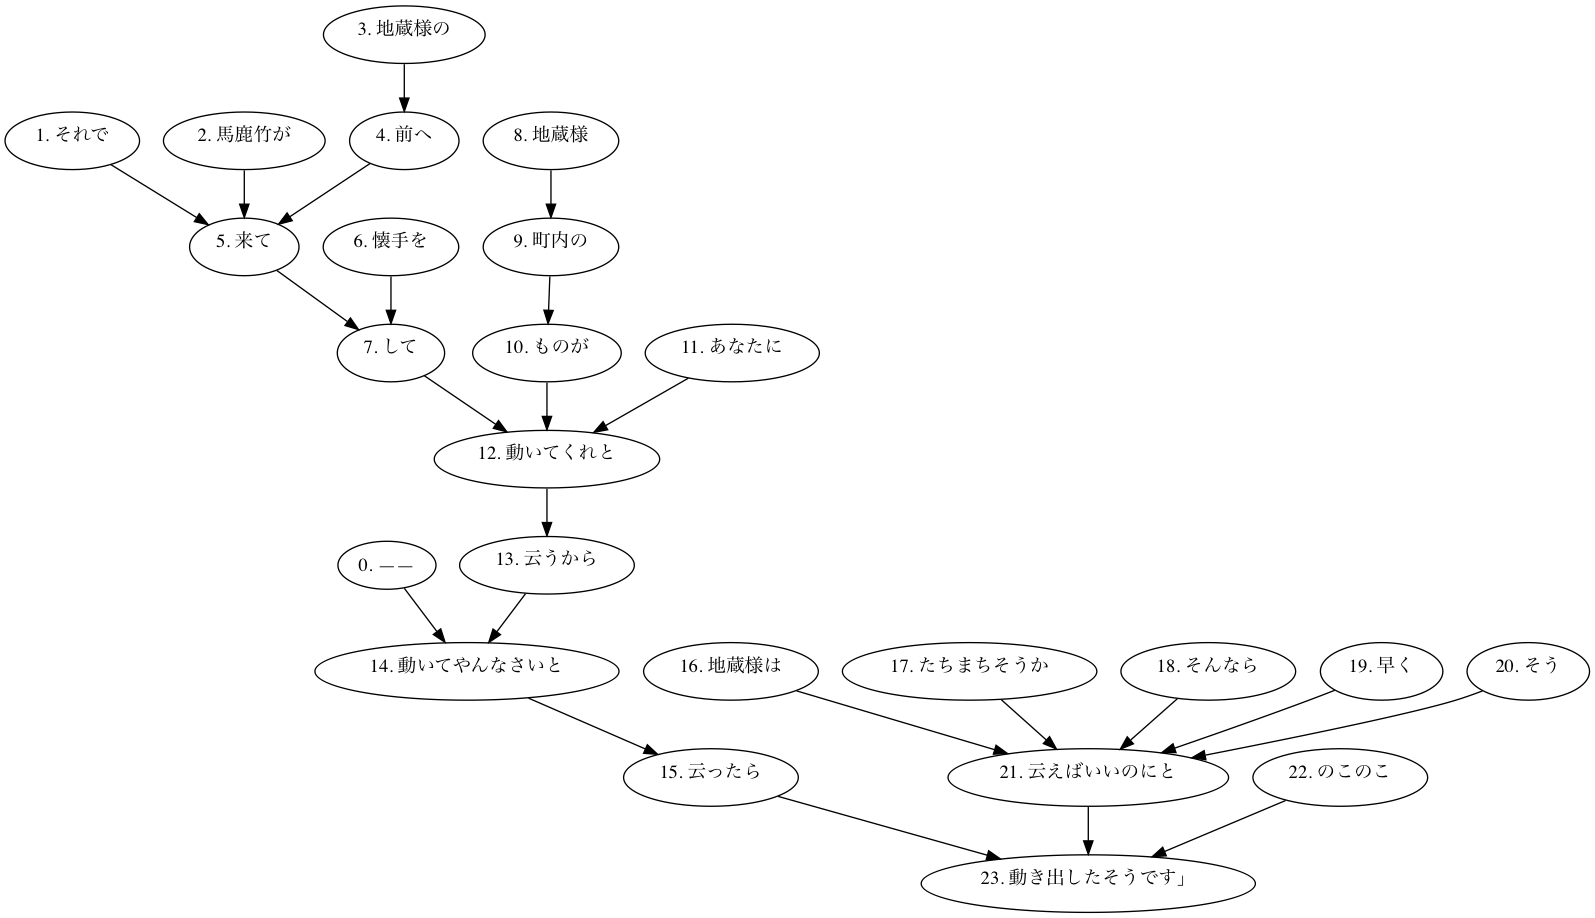 3. 地蔵様の
1. それで
2. 馬鹿竹が
4. 前へ
8. 地蔵様
5. 来て
6. 懐手を
9. 町内の
7. して
10. ものが
11. あなたに
12. 動いてくれと
0. ――
13. 云うから
14. 動いてやんなさいと
16. 地蔵様は
17. たちまちそうか
18. そんなら
19. 早く
20. そう
15. 云ったら
21. 云えばいいのにと
22. のこのこ
23. 動き出したそうです」